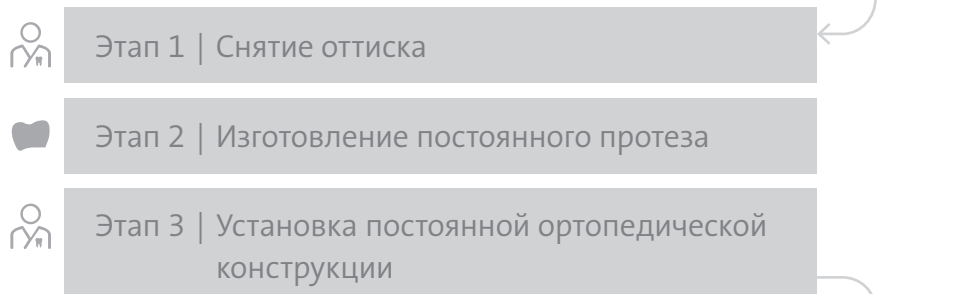 Этап 1 | Снятие оттиска
Этап 2 | Изготовление постоянного протеза
Этап 3 | Установка постоянной ортопедической
конструкции